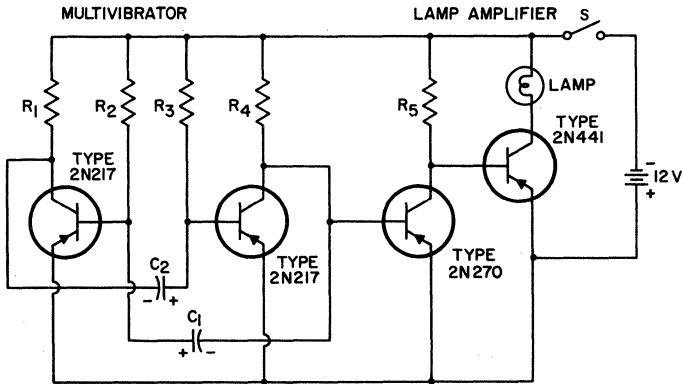 MULTIVIBRATOR
LAMP AMPLIFIER
S
R1
R2
R3
R4
R5
LAMP
TYPE
2N441
TYPE
2N217
-
12V
+
C2
- +
TYPE
2N217
TYPE
2N270
C1
+ -